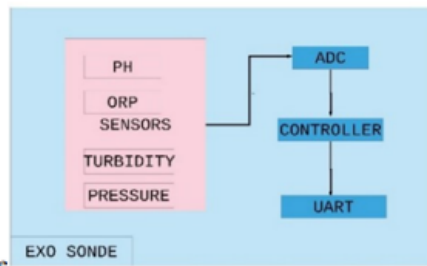 PH
ORP
SENSORS
TURBIDITY
PRESSURE
ADC
CONTROLLER
UART
EXO SONDE